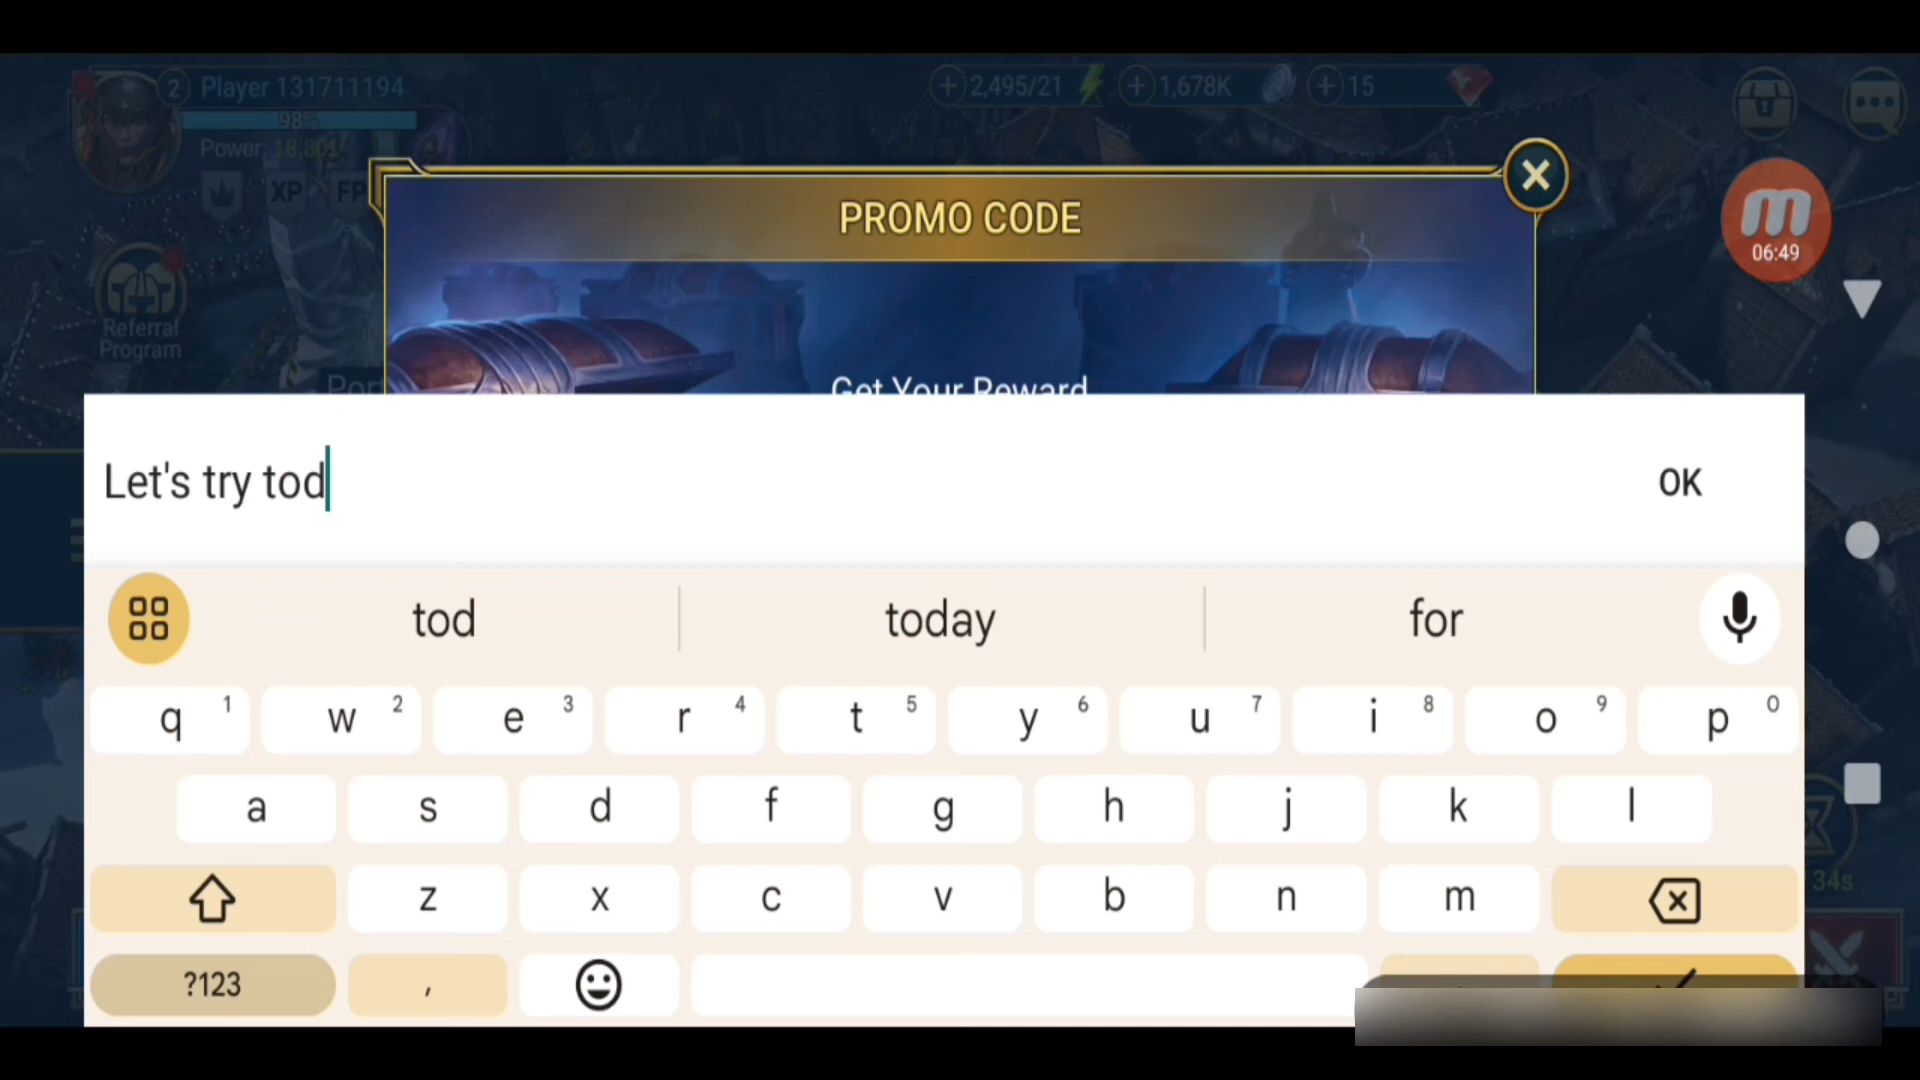 2 Player 131711194
98%
Power: 18,801
XP FP
2,495/21
1,678K
15
PROMO CODE
06:49
Referral
Program
Get Your Reward
Let's try tod
OK
tod today for
q 1 w 2 e 3 r 4 t 5 y 6 u 7 i 8 o 9 p 0
a s d f g h j k l
z x c v b n m
34s
?123 ,